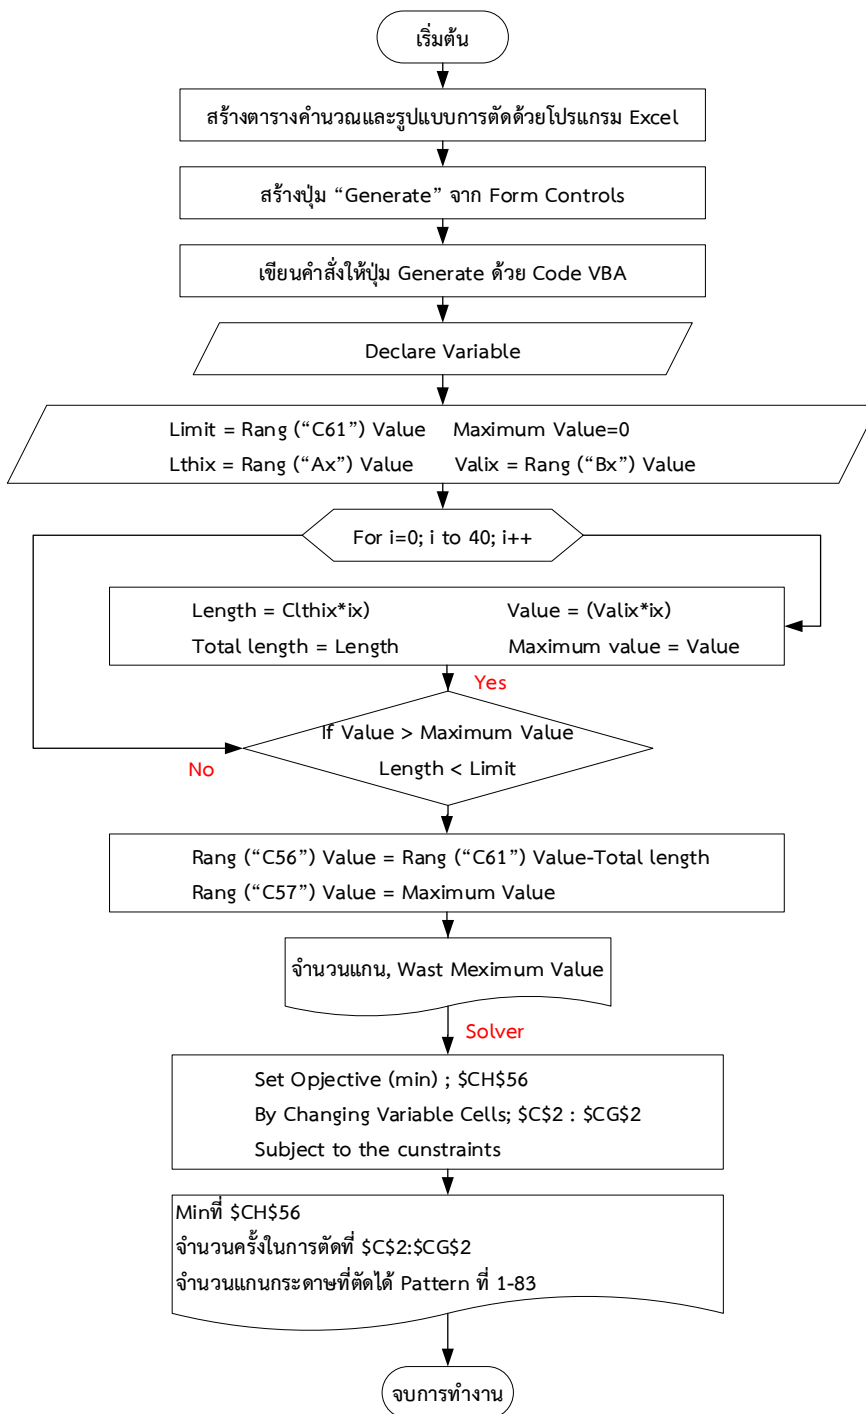 เริ่มต้น
สร้างตารางคำนวณและรูปแบบการตัดด้วยโปรแกรม Excel
สร้างปุ่ม “Generate” จาก Form Controls
เขียนคำสั่งให้ปุ่ม Generate ด้วย Code VBA
Declare Variable
Limit = Rang (“C61”) Value Maximum Value=0
Lthix = Rang (“Ax”) Value Valix = Rang (“Bx”) Value
For i=0; i to 40; i++
Length = Clthix*ix) Value = (Valix*ix)
Total length = Length Maximum value = Value
Yes
If Value > Maximum Value
No
Length < Limit
Rang (“C56”) Value = Rang (“C61”) Value-Total length
Rang (“C57”) Value = Maximum Value
จำนวนแกน, Wast Meximum Value
Solver
Set Opjective (min) ; $CH$56
By Changing Variable Cells; $C$2 : $CG$2
Subject to the cunstraints
Minที่ $CH$56
จำนวนครั้งในการตัดที่ $C$2:$CG$2
จำนวนแกนกระดาษที่ตัดได้ Pattern ที่ 1-83
จบการทำงาน